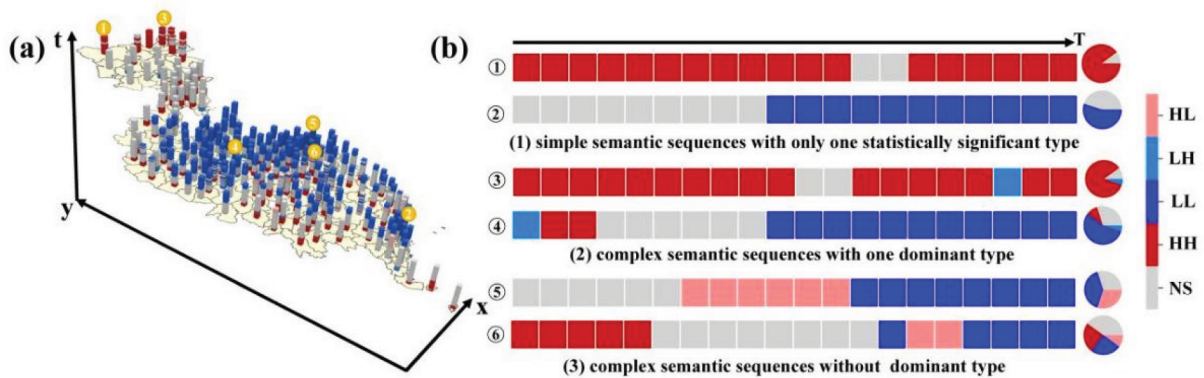 (a)
t
y
x
1
3
5
4
6
2
(b)
T
①
②
(1) simple semantic sequences with only one statistically significant type
③
④
(2) complex semantic sequences with one dominant type
⑤
⑥
(3) complex semantic sequences without dominant type
HL
LH
LL
HH
NS